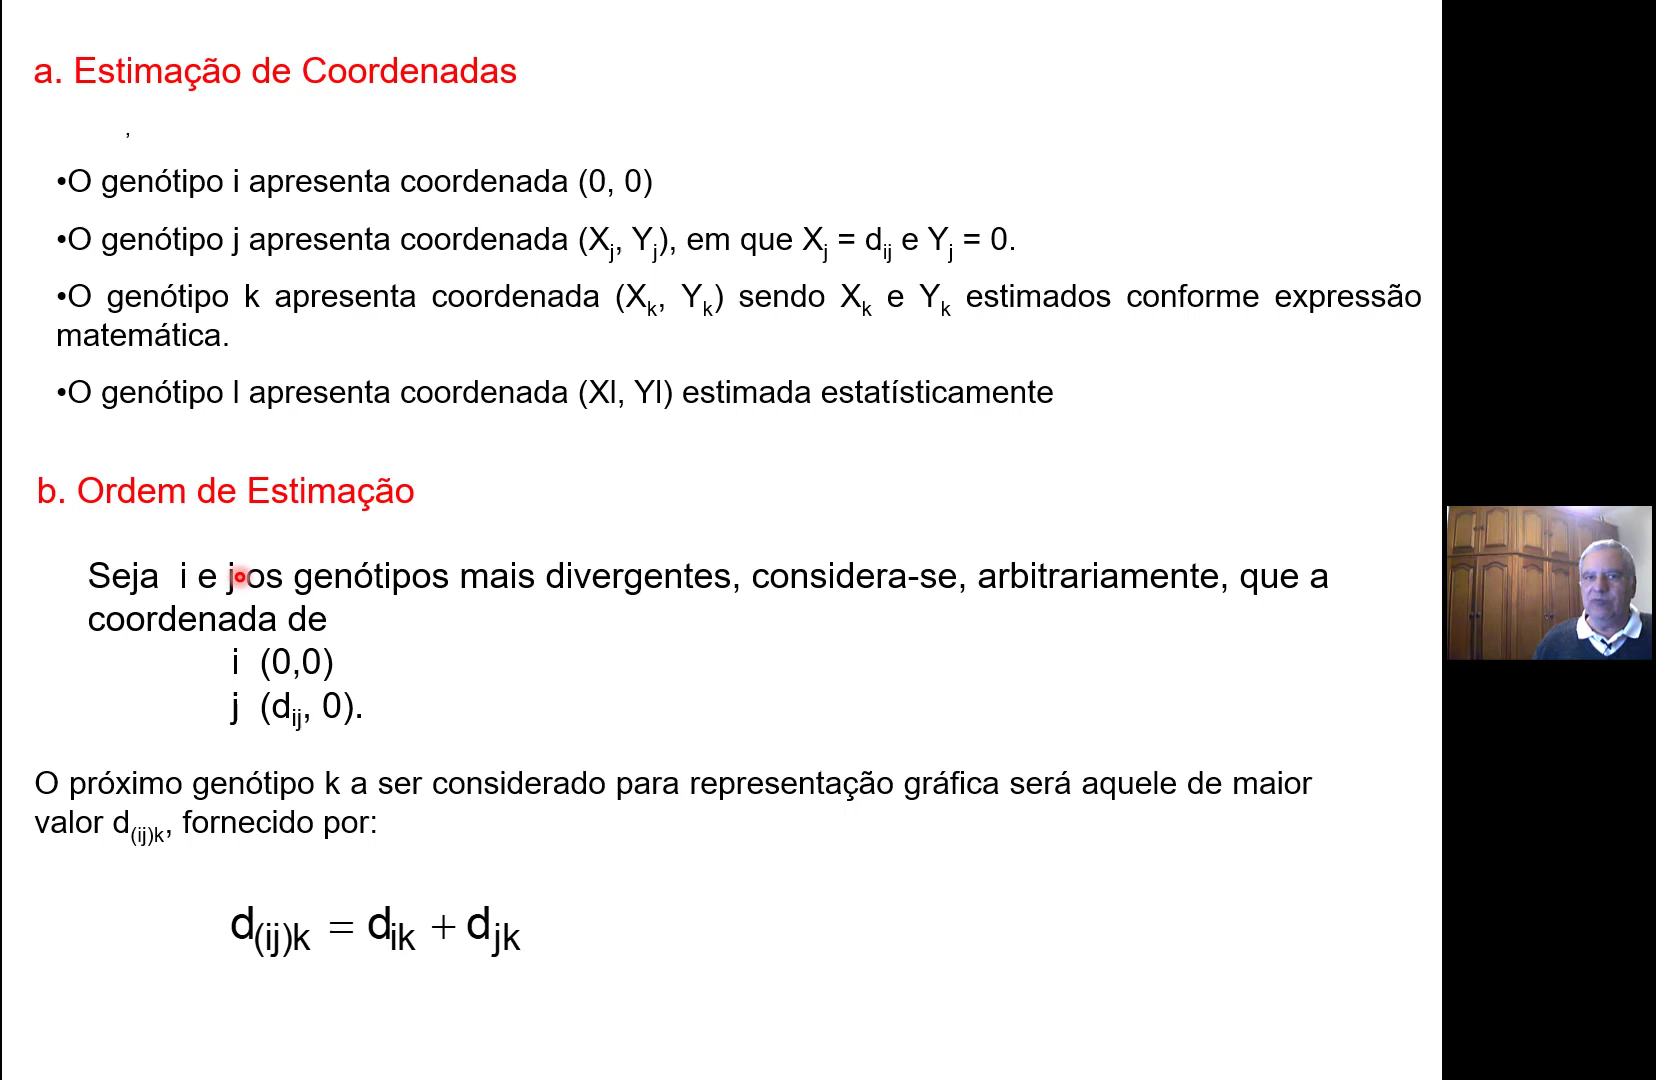 a. Estimação de Coordenadas
,
•O genótipo i apresenta coordenada (0, 0)
•O genótipo j apresenta coordenada (Xj, Yj), em que Xj = dij e Yj = 0.
•O genótipo k apresenta coordenada (Xk, Yk) sendo Xk e Yk estimados conforme expressão
matemática.
•O genótipo l apresenta coordenada (Xl, Yl) estimada estatísticamente
b. Ordem de Estimação
Seja i e j os genótipos mais divergentes, considera-se, arbitrariamente, que a
coordenada de
i (0,0)
j (dij, 0).
O próximo genótipo k a ser considerado para representação gráfica será aquele de maior
valor d(ij)k, fornecido por:
d(ij)k = dik + djk